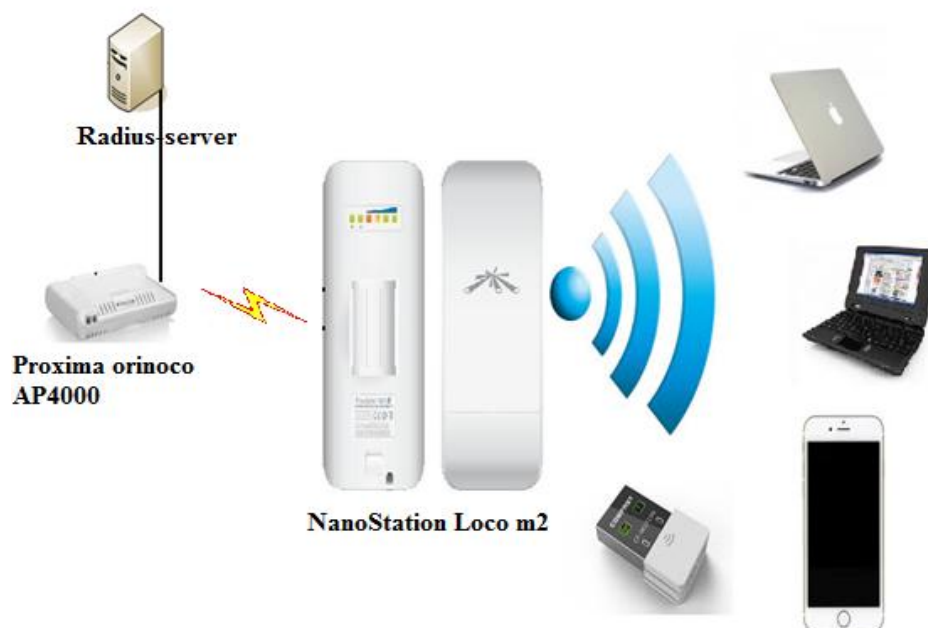 Radius-server
Proxima orinoco
AP4000
NanoStation Loco m2